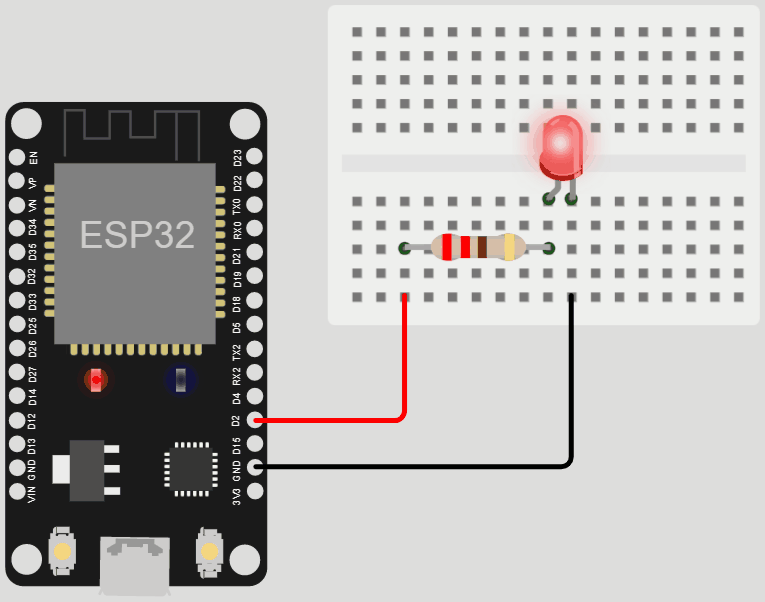 ESP32
EN
VP
VN
D34
D35
D32
D33
D25
D26
D27
D14
D12
D13
GND
VIN
D23
D22
TX0
RX0
D21
D19
D18
D5
TX2
RX2
D4
D2
D15
GND
3V3